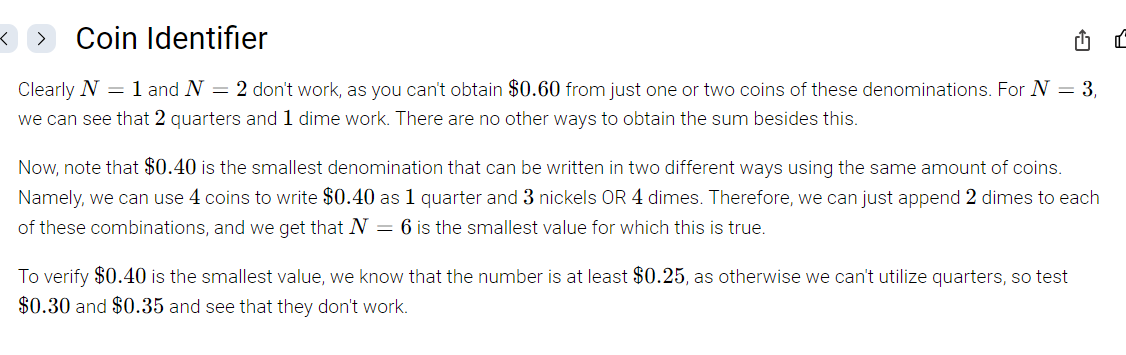 Coin Identifier
Clearly N = 1 and N = 2 don't work, as you can't obtain $0.60 from just one or two coins of these denominations. For N = 3,
we can see that 2 quarters and 1 dime work. There are no other ways to obtain the sum besides this.
Now, note that $0.40 is the smallest denomination that can be written in two different ways using the same amount of coins.
Namely, we can use 4 coins to write $0.40 as 1 quarter and 3 nickels OR 4 dimes. Therefore, we can just append 2 dimes to each
of these combinations, and we get that N = 6 is the smallest value for which this is true.
To verify $0.40 is the smallest value, we know that the number is at least $0.25, as otherwise we can't utilize quarters, so test
$0.30 and $0.35 and see that they don't work.